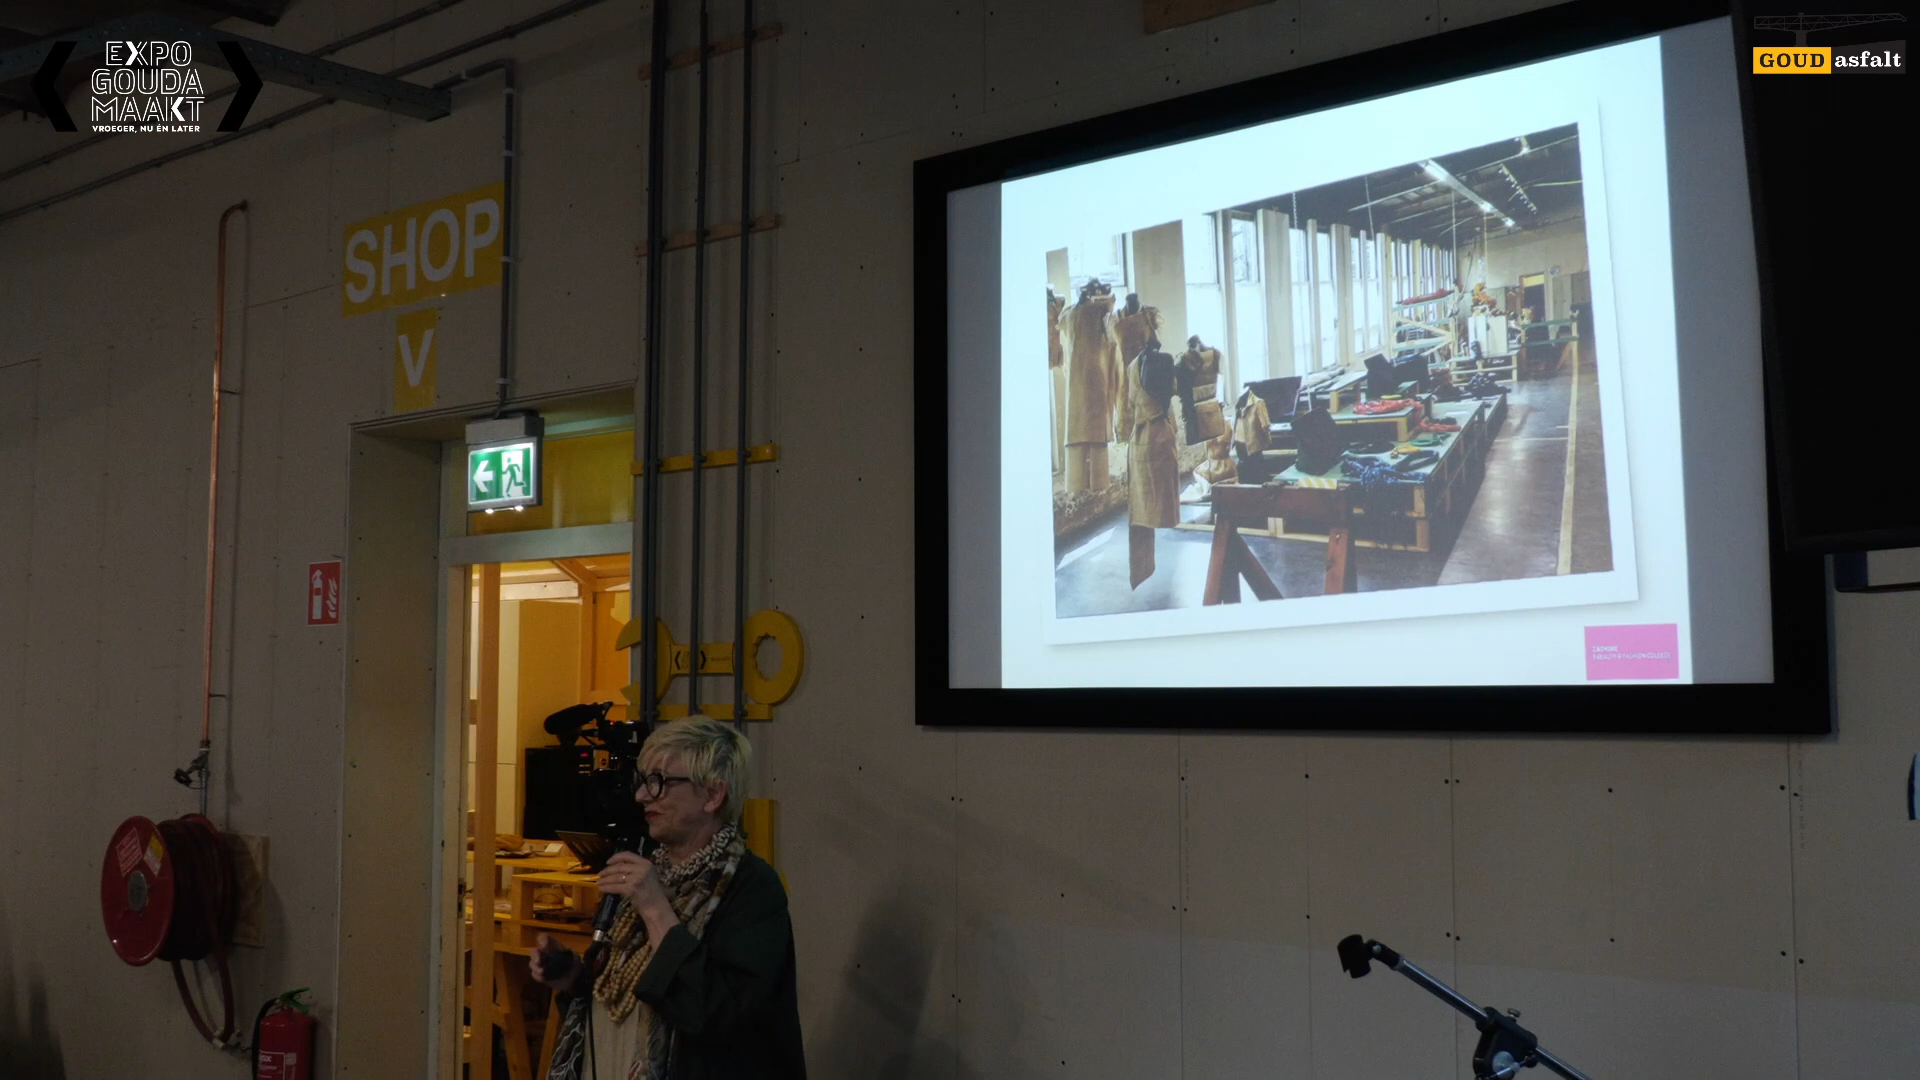 EXPO
GOUDA
MAAKT
VROEGER, NU ÉN LATER
GOUD asfalt
SHOP
V